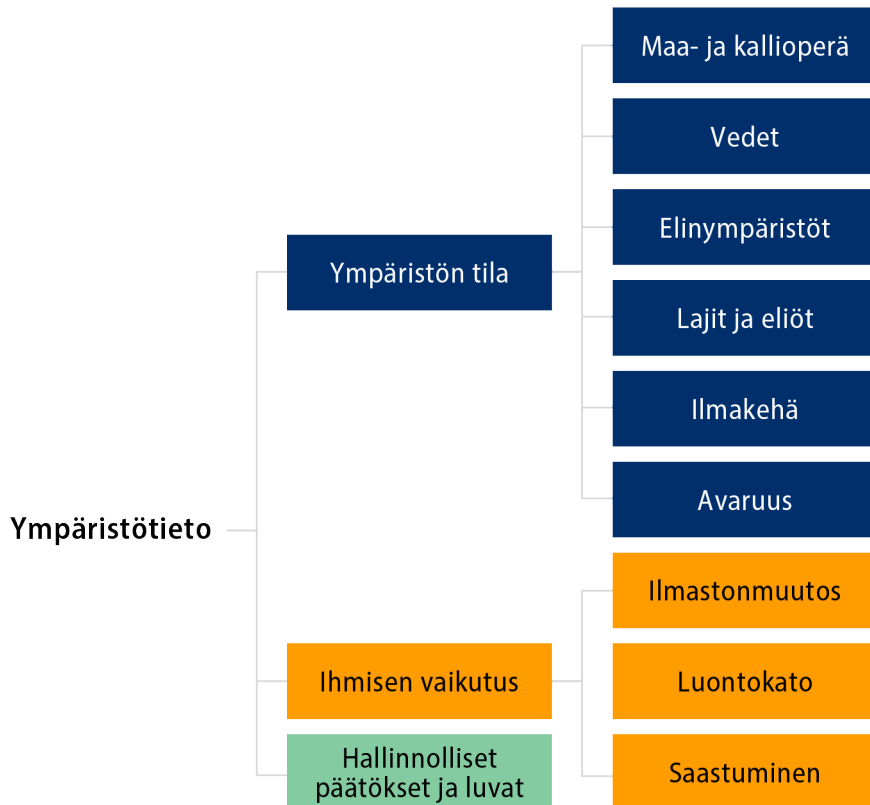 Ympäristötieto
Ympäristön tila
Maa- ja kallioperä
Vedet
Elinympäristöt
Lajit ja eliöt
Ilmakehä
Avaruus
Ihmisen vaikutus
Ilmastonmuutos
Luontokato
Saastuminen
Hallinnolliset
päätökset ja luvat